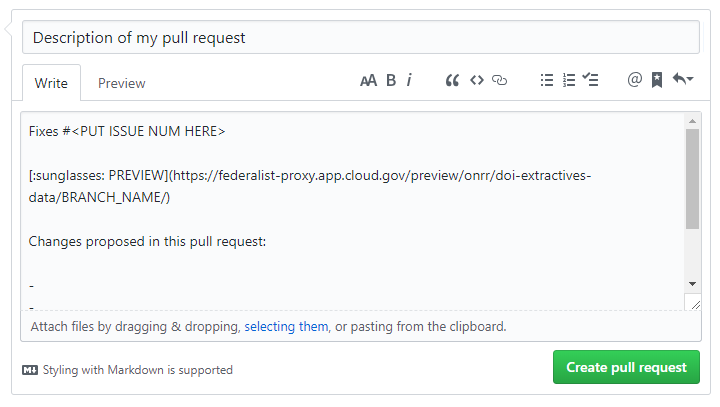 Description of my pull request
Write Preview AA B i @
Fixes #<PUT ISSUE NUM HERE>
[:sunglasses: PREVIEW](https://federalist-proxy.app.cloud.gov/preview/onrr/doi-extractives-
data/BRANCH_NAME/)
Changes proposed in this pull request:
-
-
Attach files by dragging & dropping, selecting them, or pasting from the clipboard.
Styling with Markdown is supported
Create pull request